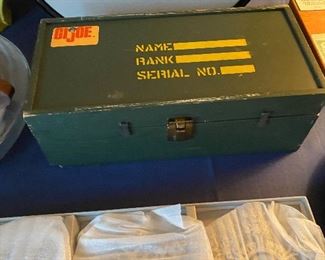 GI JOE.
NAME
RANK
SERIAL NO.